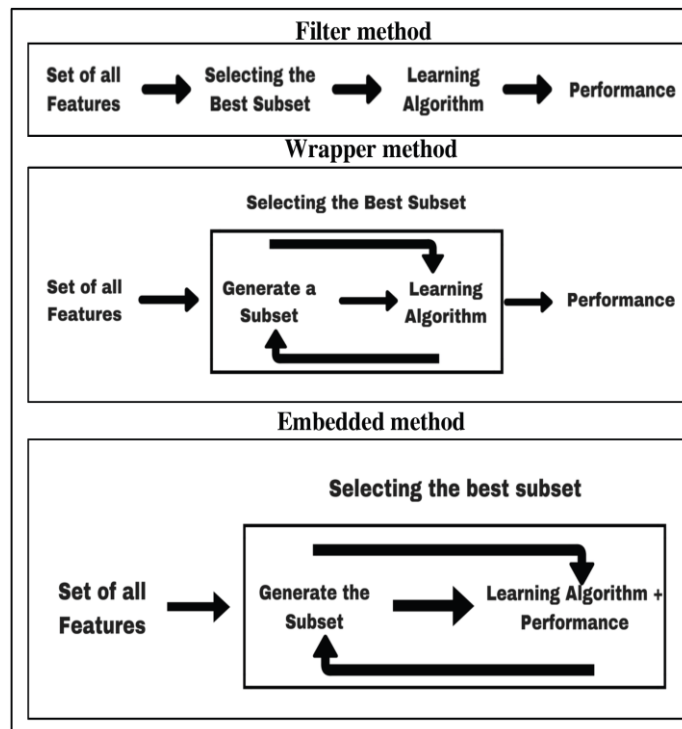 Filter method
Set of all
Features
Selecting the
Best Subset
Learning
Algorithm
Performance
Wrapper method
Selecting the Best Subset
Set of all
Features
Generate a
Subset
Learning
Algorithm
Performance
Embedded method
Selecting the best subset
Set of all
Features
Generate the
Subset
Learning Algorithm +
Performance